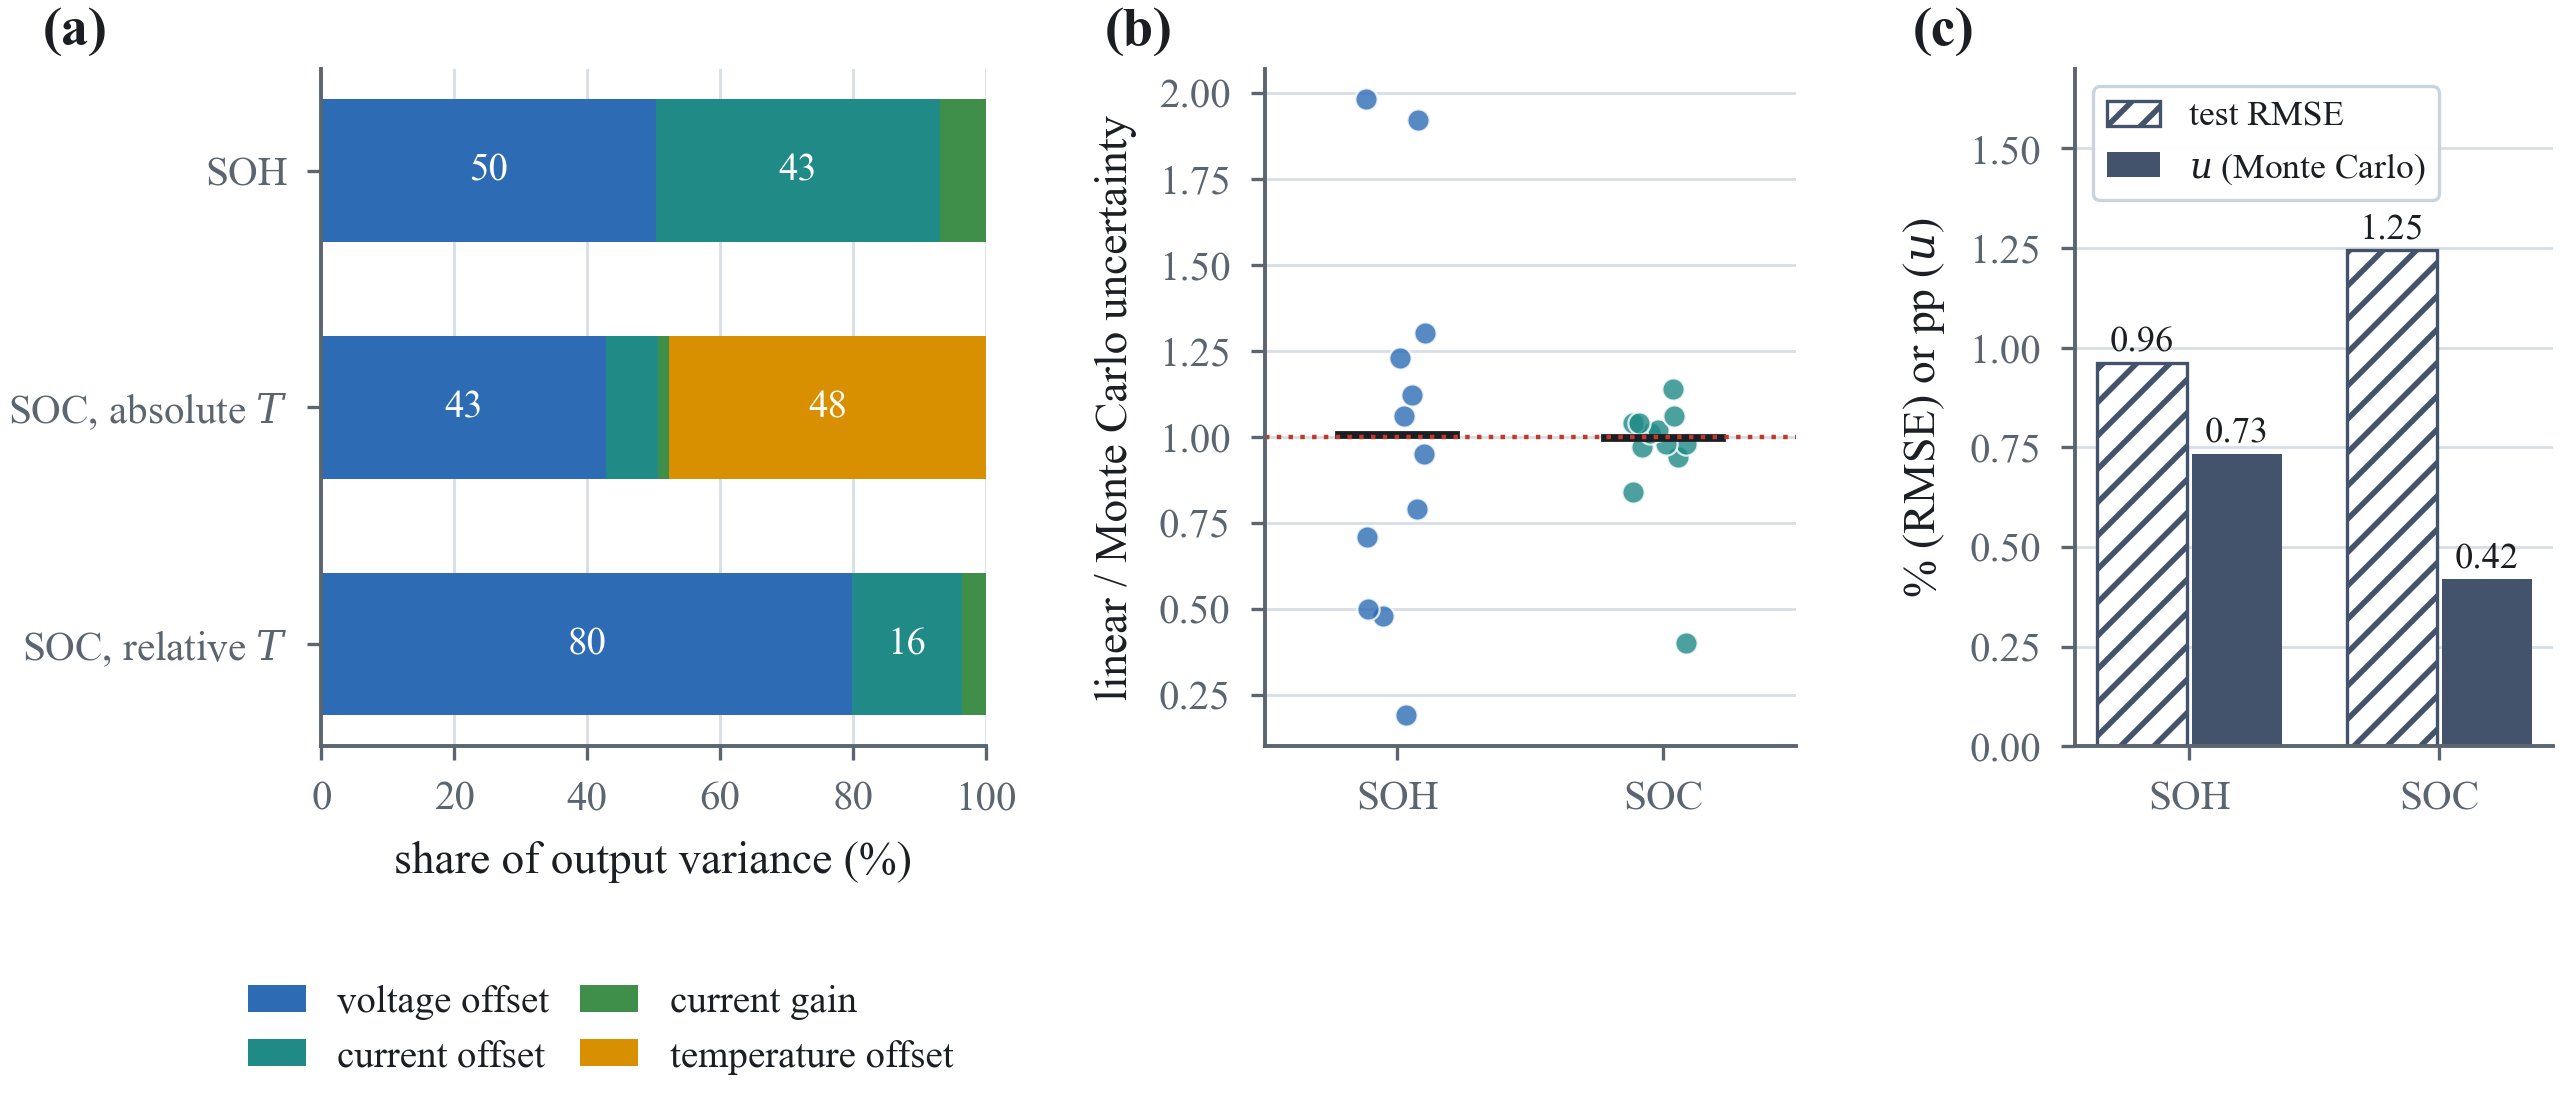 (a)
SOH
50
43
SOC, absolute T
43
48
SOC, relative T
80
16
0 20 40 60 80 100
share of output variance (%)
voltage offset
current offset
current gain
temperature offset
(b)
linear / Monte Carlo uncertainty
2.00
1.75
1.50
1.25
1.00
0.75
0.50
0.25
SOH SOC
(c)
% (RMSE) or pp (u)
1.50
1.25
1.00
0.75
0.50
0.25
0.00
test RMSE
u (Monte Carlo)
0.96
0.73
1.25
0.42
SOH SOC